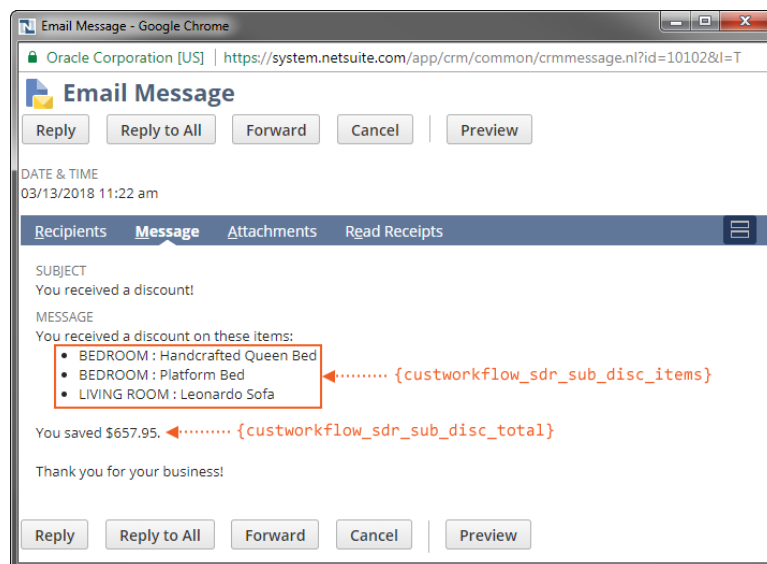 Email Message - Google Chrome
Oracle Corporation [US] | https://system.netsuite.com/app/crm/common/crmmessage.nl?id=10102&l=T
Email Message
Reply Reply to All Forward Cancel Preview
DATE & TIME
03/13/2018 11:22 am
Recipients Message Attachments Read Receipts
SUBJECT
You received a discount!
MESSAGE
You received a discount on these items:
• BEDROOM : Handcrafted Queen Bed
• BEDROOM : Platform Bed {custworkflow_sdr_sub_disc_items}
• LIVING ROOM : Leonardo Sofa
You saved $657.95. {custworkflow_sdr_sub_disc_total}
Thank you for your business!
Reply Reply to All Forward Cancel Preview